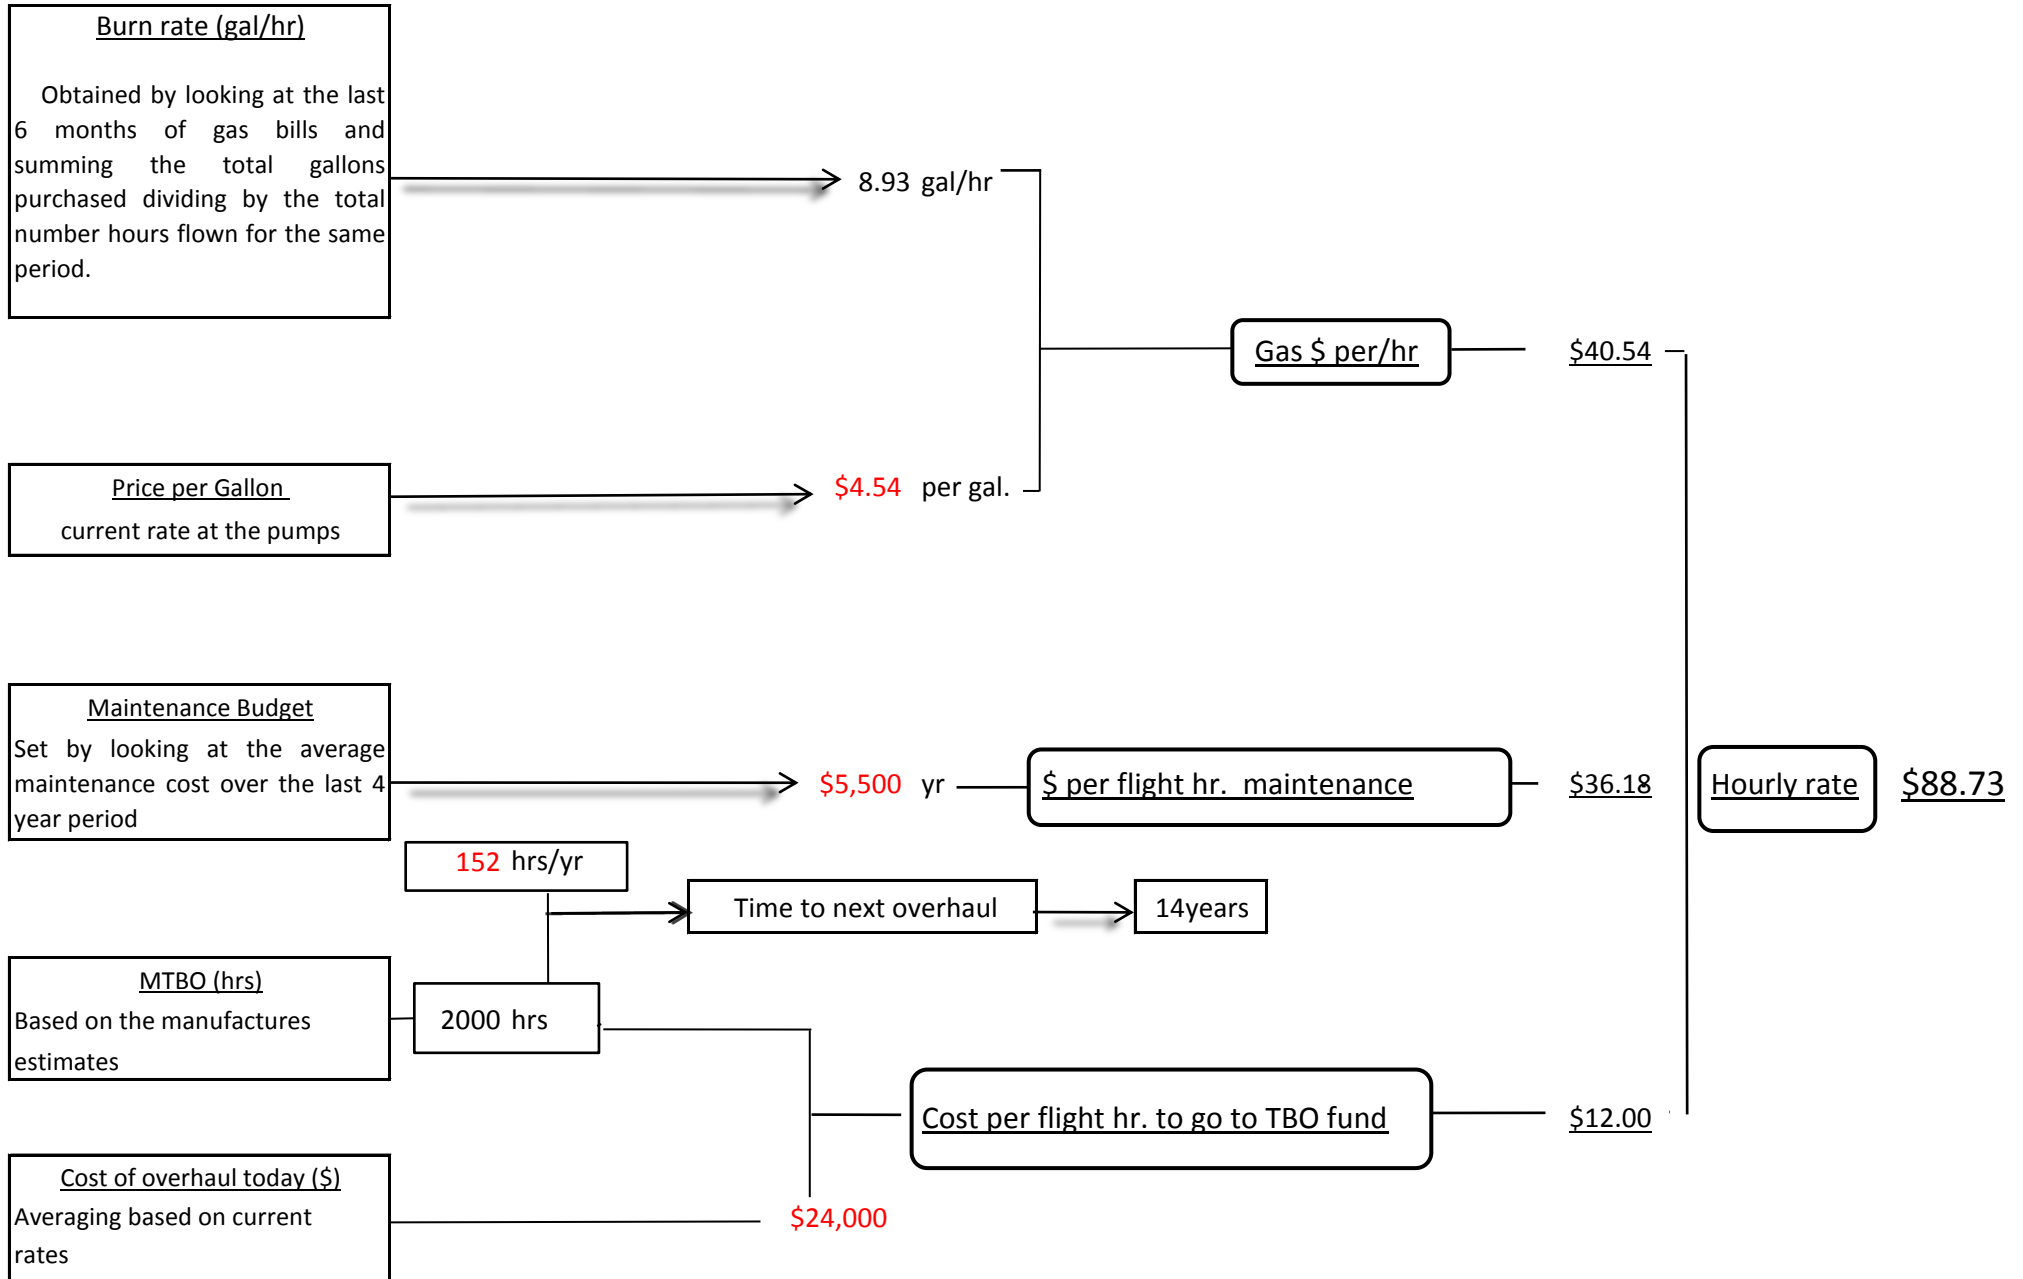 Burn rate (gal/hr)
Obtained by looking at the last
6 months of gas bills and
summing the total gallons
purchased dividing by the total
number hours flown for the same
period.
8.93 gal/hr
Gas $ per/hr
$40.54
Price per Gallon
current rate at the pumps
$4.54 per gal.
Maintenance Budget
Set by looking at the average
maintenance cost over the last 4
year period
$5,500 yr
$ per flight hr. maintenance
$36.18
Hourly rate
$88.73
152 hrs/yr
Time to next overhaul
14years
MTBO (hrs)
Based on the manufactures
estimates
2000 hrs
Cost per flight hr. to go to TBO fund
$12.00
Cost of overhaul today ($)
Averaging based on current
rates
$24,000